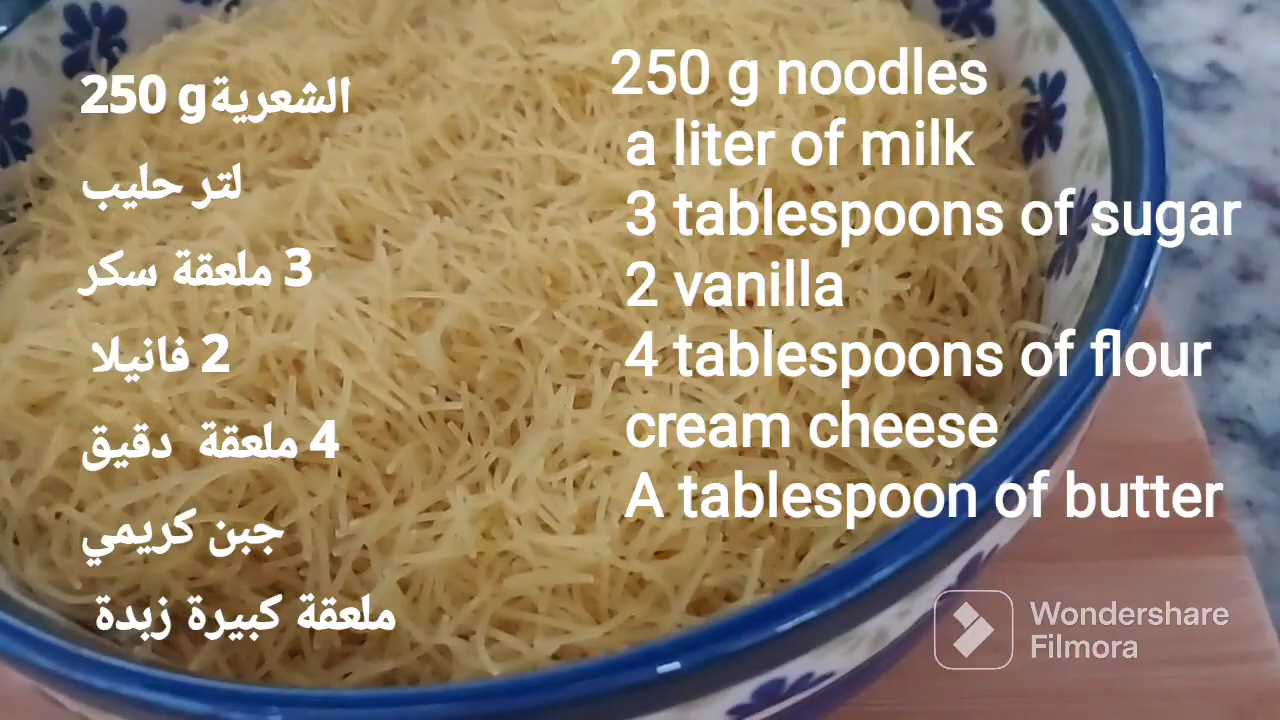 250 g الشعرية
لتر حليب
3 ملعقة سكر
2 فانيلا
4 ملعقة دقيق
جبن كريمي
ملعقة كبيرة زبدة
250 g noodles
a liter of milk
3 tablespoons of sugar
2 vanilla
4 tablespoons of flour
cream cheese
A tablespoon of butter
Wondershare
Filmora